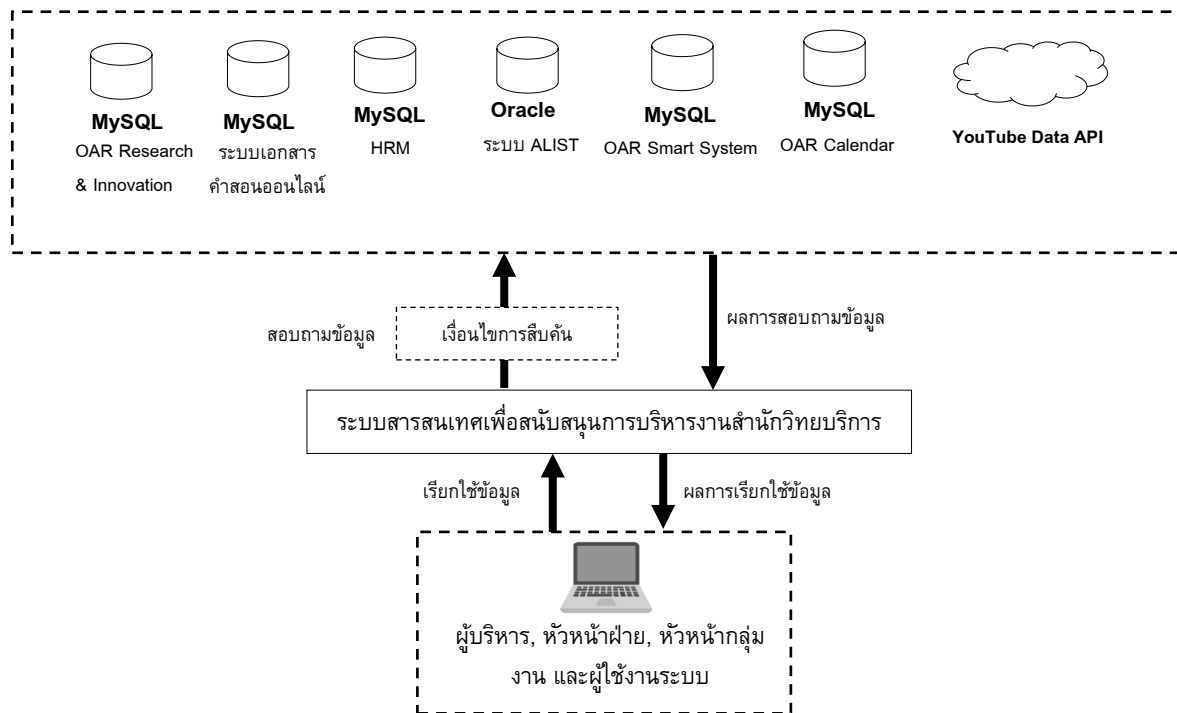 MySQL
OAR Research
& Innovation
MySQL
ระบบเอกสาร
คำสอนออนไลน์
MySQL
HRM
Oracle
ระบบ ALIST
MySQL
OAR Smart System
MySQL
OAR Calendar
YouTube Data API
สอบถามข้อมูล
เงื่อนไขการสืบค้น
ผลการสอบถามข้อมูล
ระบบสารสนเทศเพื่อสนับสนุนการบริหารงานสำนักวิทยบริการ
เรียกใช้ข้อมูล
ผลการเรียกใช้ข้อมูล
ผู้บริหาร, หัวหน้าฝ่าย, หัวหน้ากลุ่ม
งาน และผู้ใช้งานระบบ